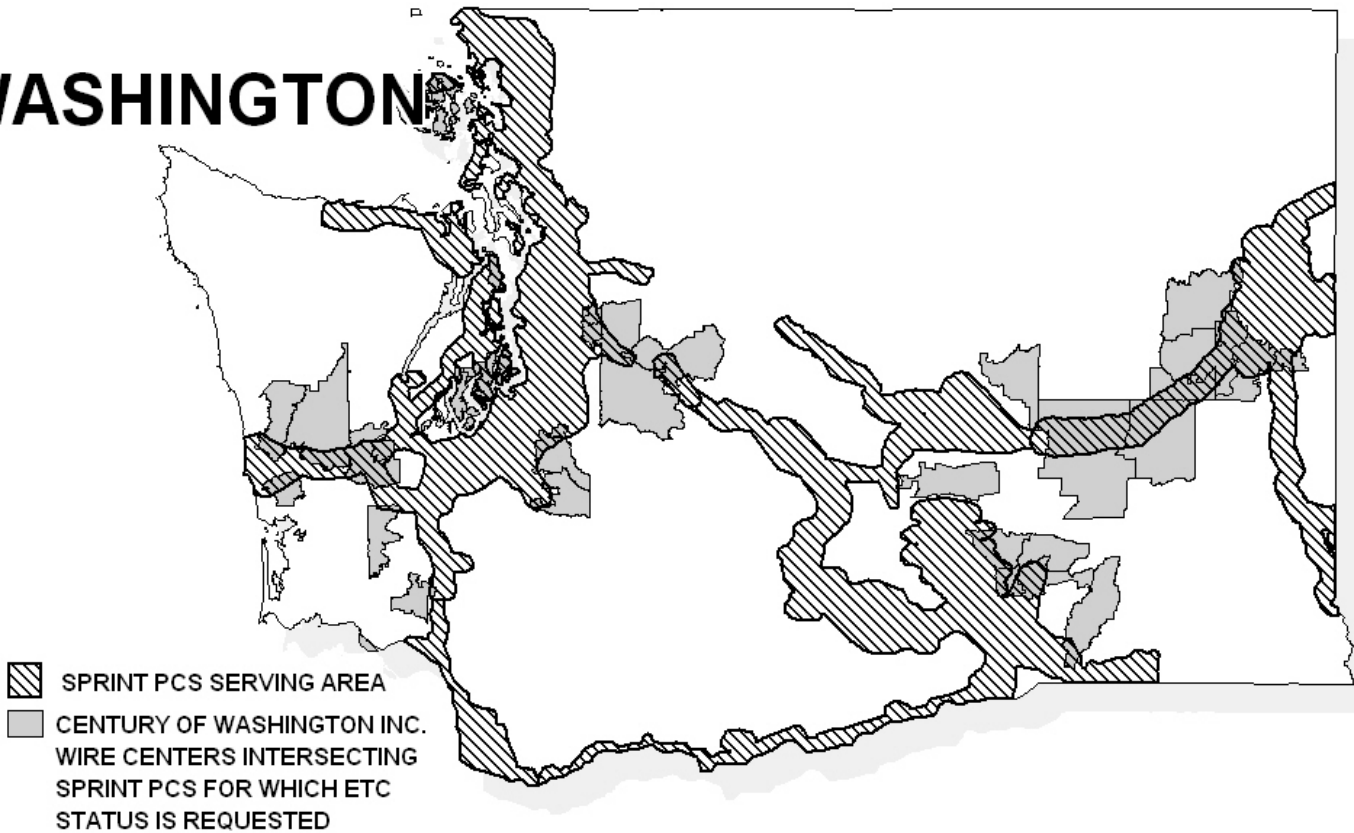 WASHINGTON
SPRINT PCS SERVING AREA
CENTURY OF WASHINGTON INC.
WIRE CENTERS INTERSECTING
SPRINT PCS FOR WHICH ETC
STATUS IS REQUESTED